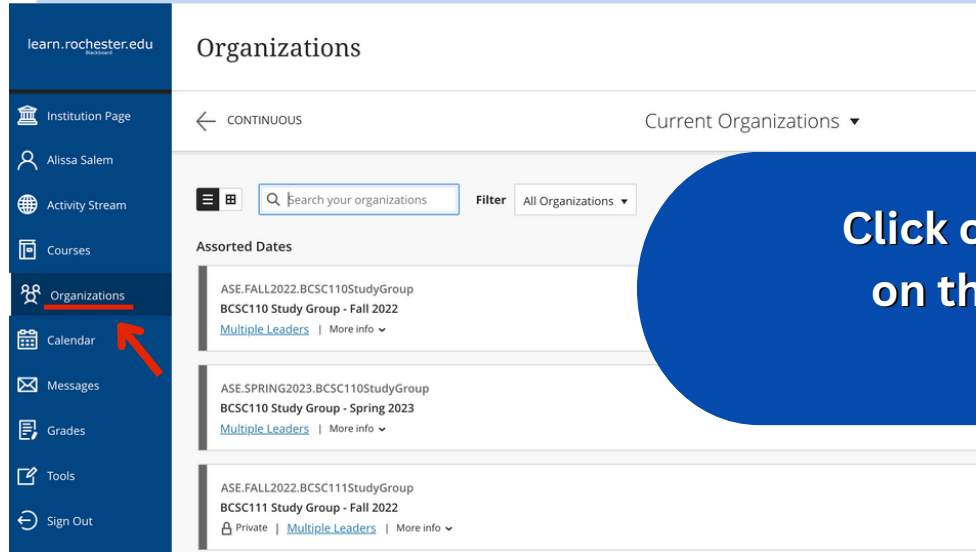 learn.rochester.edu
Blackboard
Organizations
Institution Page
CONTINUOUS
Current Organizations
Alissa Salem
Activity Stream
Search your organizations
Filter
All Organizations
Click
on
Courses
Assorted Dates
Organizations
ASE.FALL2022.BCSC110StudyGroup
BCSC110 Study Group - Fall 2022
Multiple Leaders | More info
Calendar
Messages
ASE.SPRING2023.BCSC110StudyGroup
BCSC110 Study Group - Spring 2023
Multiple Leaders | More info
Grades
Tools
ASE.FALL2022.BCSC111StudyGroup
BCSC111 Study Group - Fall 2022
Private | Multiple Leaders | More info
Sign Out